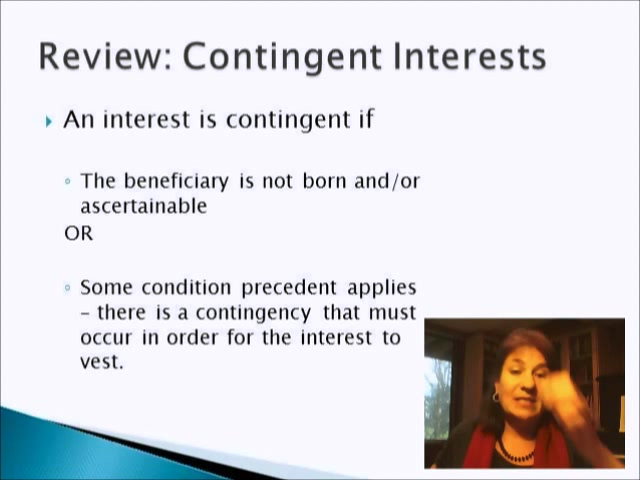 Review: Contingent Interests
An interest is contingent if
The beneficiary is not born and/or
ascertainable
OR
Some condition precedent applies
– there is a contingency that must
occur in order for the interest to
vest.